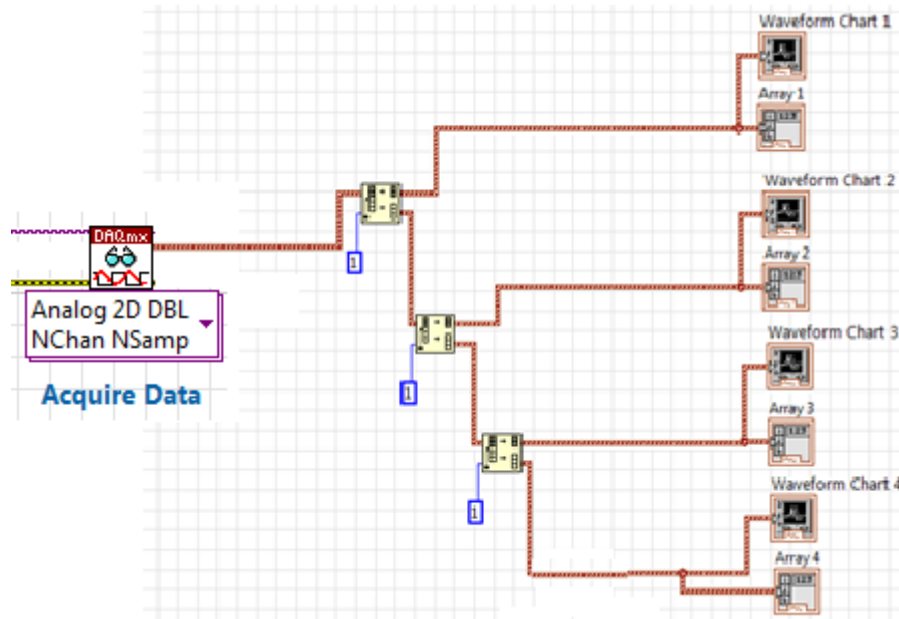 Waveform Chart 1
Array 1
Waveform Chart 2
1
DAQmx
Array 2
Analog 2D DBL
NChan NSamp
Waveform Chart 3
Acquire Data
1
Array 3
Waveform Chart 4
1
Array 4